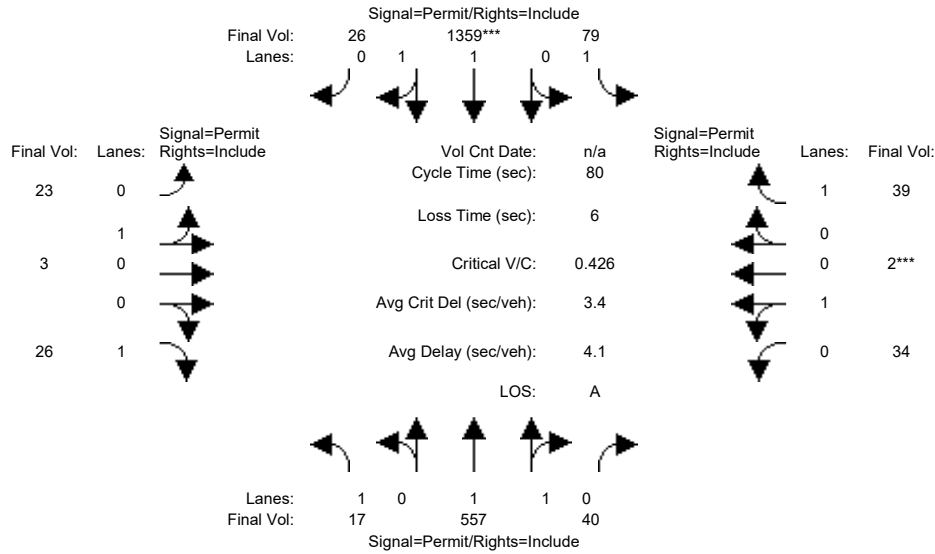 Signal=Permit/Rights=Include
Final Vol: 26 1359*** 79
Lanes: 0 1 1 0 1
Signal=Permit
Final Vol: Lanes: Rights=Include
Vol Cnt Date: n/a
Signal=Permit
Rights=Include Lanes: Final Vol:
Cycle Time (sec): 80
23 0
1 39
Loss Time (sec): 6
1
0
3 0
Critical V/C: 0.426
0 2***
0
Avg Crit Del (sec/veh): 3.4
1
26 1
Avg Delay (sec/veh): 4.1
0 34
LOS: A
Lanes: 1 0 1 1 0
Final Vol: 17 557 40
Signal=Permit/Rights=Include